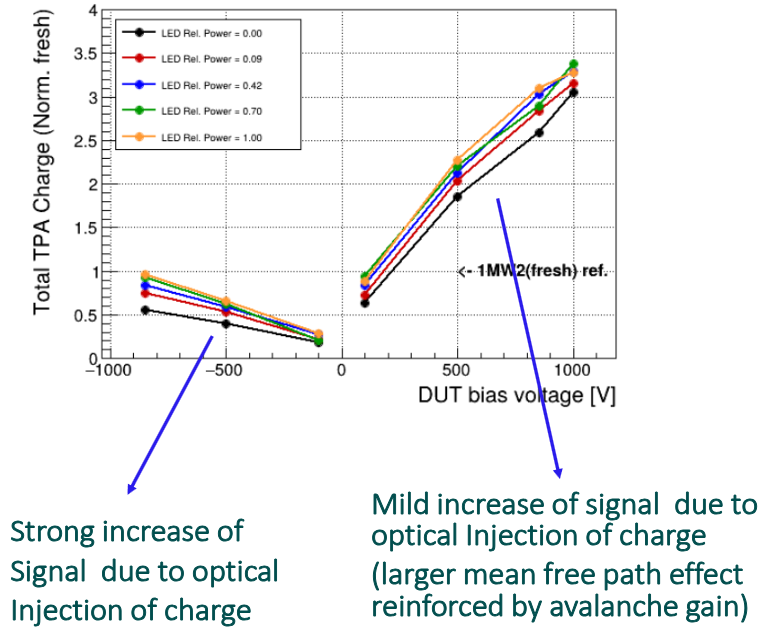 4
3.5
3
2.5
2
1.5
1
0.5
0
Total TPA Charge (Norm. fresh)
LED Rel. Power = 0.00
LED Rel. Power = 0.09
LED Rel. Power = 0.42
LED Rel. Power = 0.70
LED Rel. Power = 1.00
<- 1MW2(fresh) ref.
−1000 −500 0 500 1000
DUT bias voltage [V]
Strong increase of
Signal due to optical
Injection of charge
Mild increase of signal due to
optical Injection of charge
(larger mean free path effect
reinforced by avalanche gain)